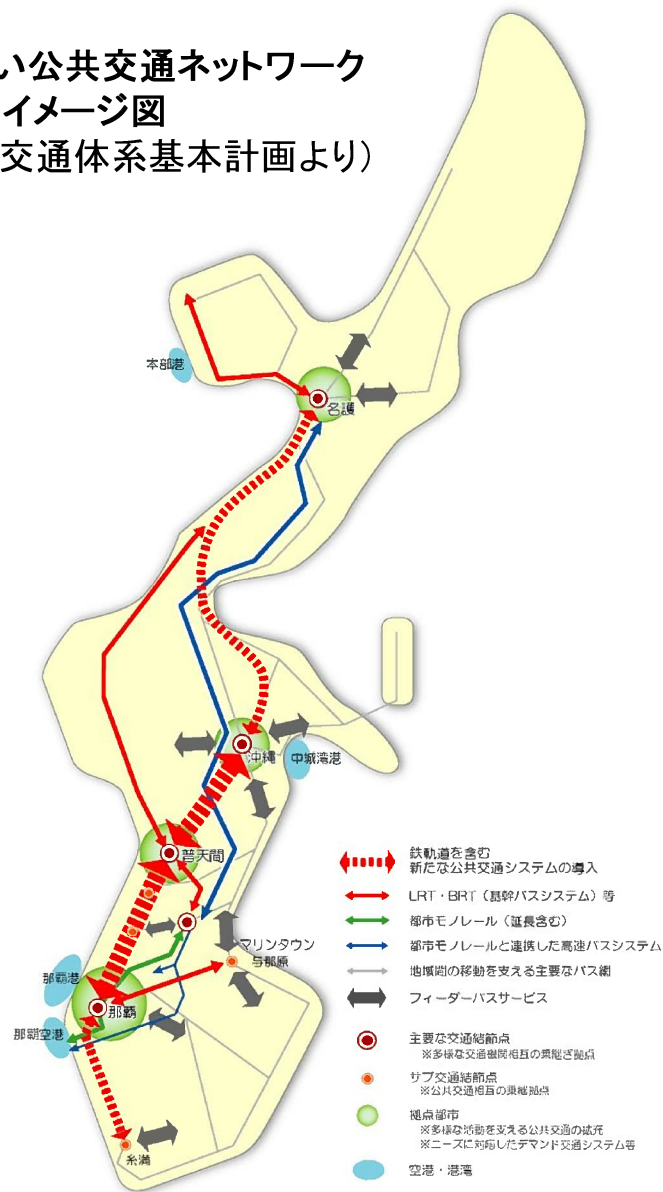 い公共交通ネットワーク
イメージ図
交通体系基本計画より)
本部港
名護
沖縄
中城湾港
普天間
マリンタウン
与那原
那覇港
那覇
那覇空港
糸満
鉄軌道を含む
新たな公共交通システムの導入
LRT・BRT(基幹バスシステム)等
都市モノレール(延長含む)
都市モノレールと連携した高速バスシステム
地域間の移動を支える主要なバス網
フィーダーバスサービス
主要な交通結節点
※多様な交通機関相互の乗継ぎ拠点
サブ交通結節点
※公共交通相互の乗継拠点
拠点都市
※多様な活動を支える公共交通の拡充
※ニーズに対応したデマンド交通システム等
空港・港湾